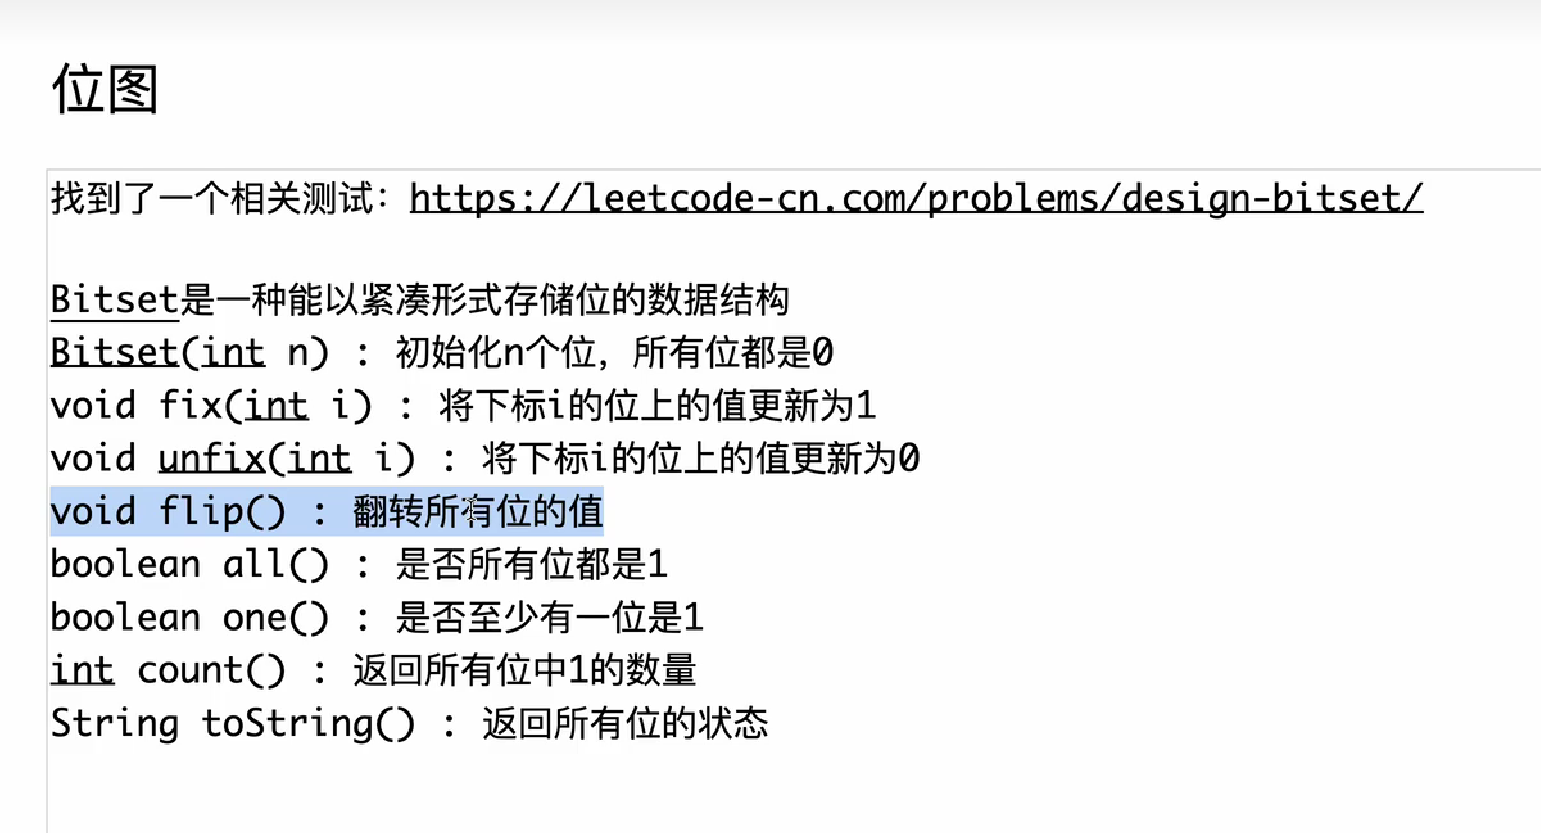 位图
找到了一个相关测试：https://leetcode-cn.com/problems/design-bitset/
Bitset是一种能以紧凑形式存储位的数据结构
Bitset(int n) : 初始化n个位，所有位都是0
void fix(int i) : 将下标i的位上的值更新为1
void unfix(int i) : 将下标i的位上的值更新为0
void flip() : 翻转所有位的值
boolean all() : 是否所有位都是1
boolean one() : 是否至少有一位是1
int count() : 返回所有位中1的数量
String toString() : 返回所有位的状态